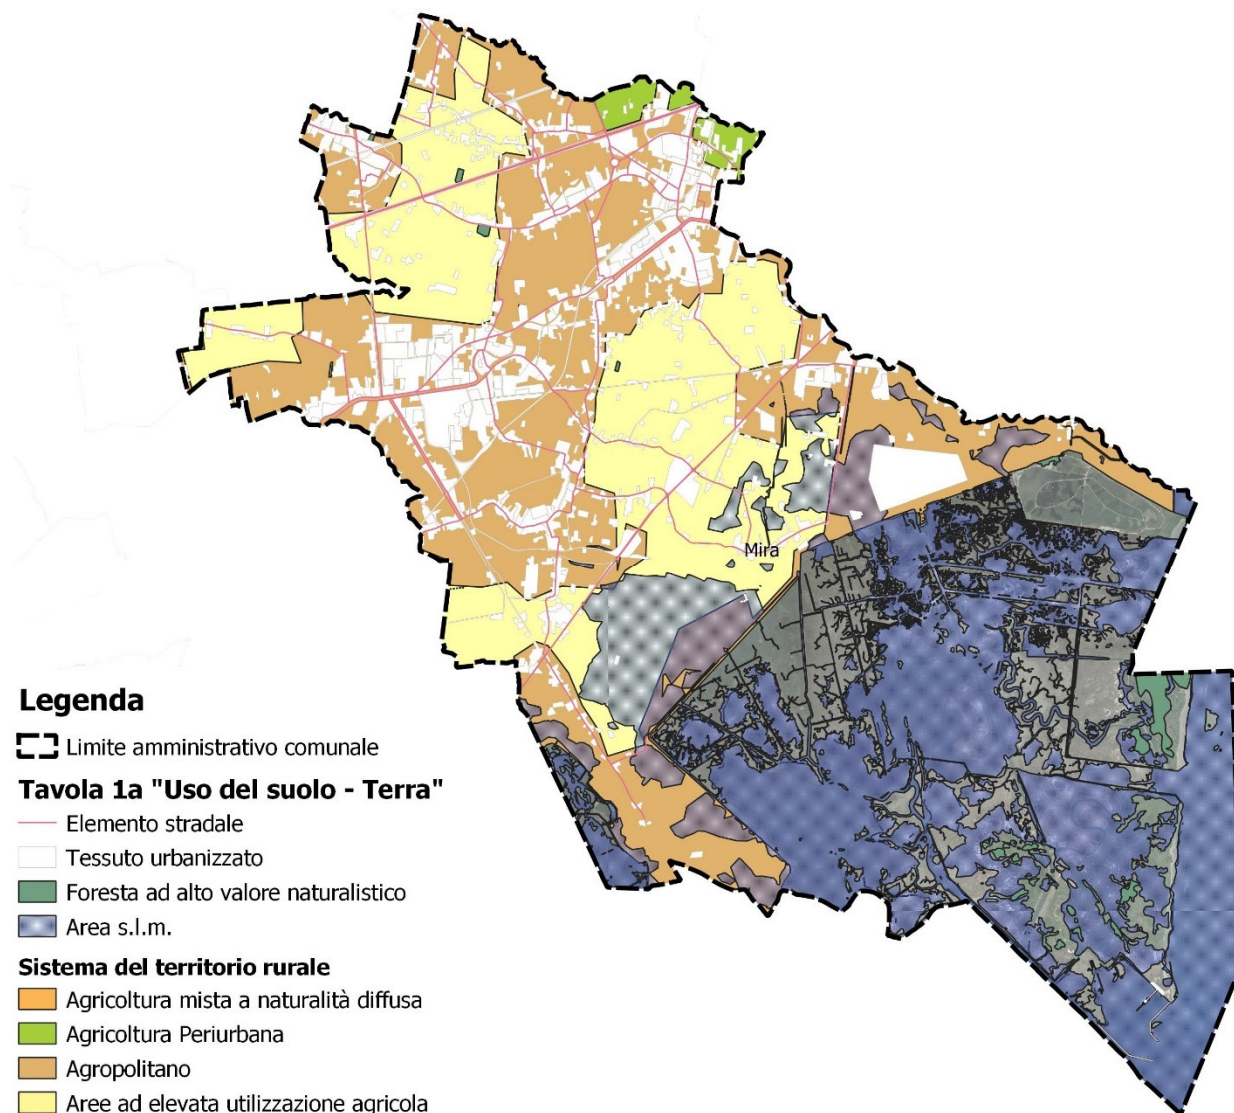 Mira
Legenda
Limite amministrativo comunale
Tavola 1a "Uso del suolo - Terra"
Elemento stradale
Tessuto urbanizzato
Foresta ad alto valore naturalistico
Area s.l.m.
Sistema del territorio rurale
Agricoltura mista a naturalità diffusa
Agricoltura Periurbana
Agropolitano
Aree ad elevata utilizzazione agricola